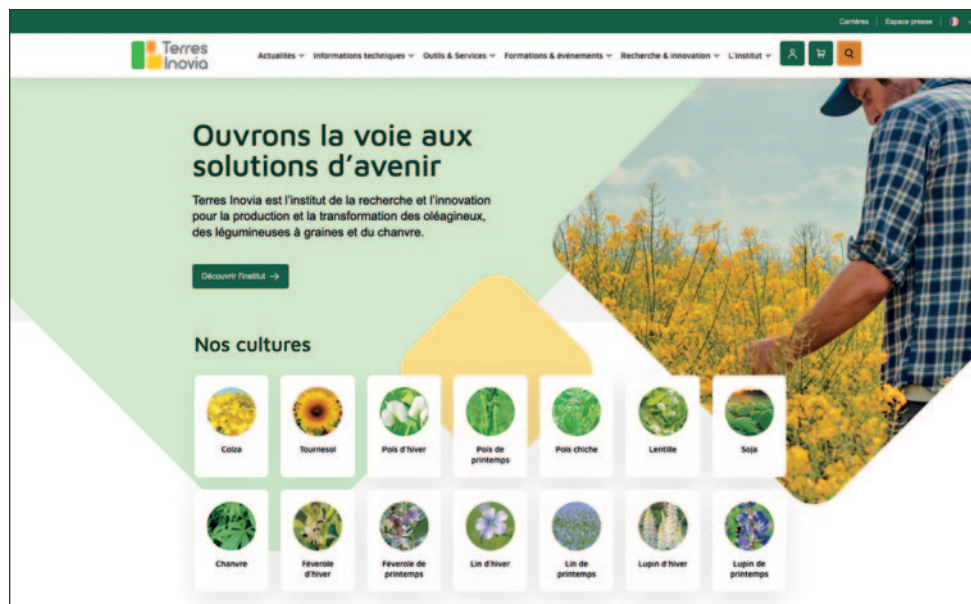 Carrières | Espace presse
Terres
Inovia
Actualités Informations techniques Outils & Services Formations & événements Recherche & innovation L'institut
Ouvrons la voie aux
solutions d'avenir
Terres Inovia est l'institut de la recherche et l'innovation
pour la production et la transformation des oléagineux,
des légumineuses à graines et du chanvre.
Découvrir l'institut →
Nos cultures
Colza
Tournesol
Pois d'hiver
Pois de
printemps
Pois chiche
Lentille
Soja
Chanvre
Féverole
d'hiver
Féverole de
printemps
Lin d'hiver
Lin de
printemps
Lupin d'hiver
Lupin de
printemps